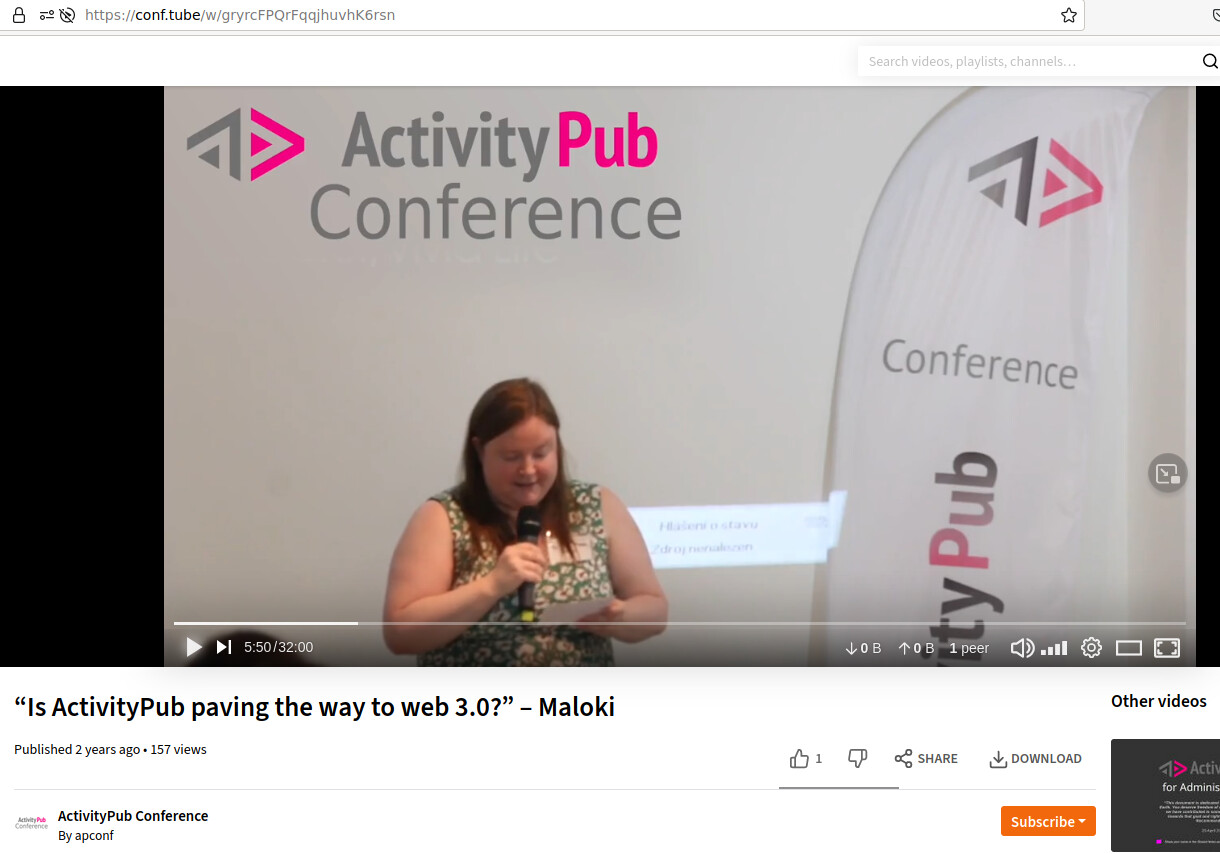 https://conf.tube/w/gryrcFPQrFqqjhuvhK6rsn
Search videos, playlists, channels…
ActivityPub
Conference
Conference
ityPub
Hlášení o stavu
Zdroj nenalezen
5:50/32:00
0 B
0 B
1 peer
“Is ActivityPub paving the way to web 3.0?” – Maloki
Published 2 years ago • 157 views
1
SHARE
DOWNLOAD
ActivityPub
Conference
ActivityPub Conference
By apconf
Subscribe
Other videos
Activ
for Adminis